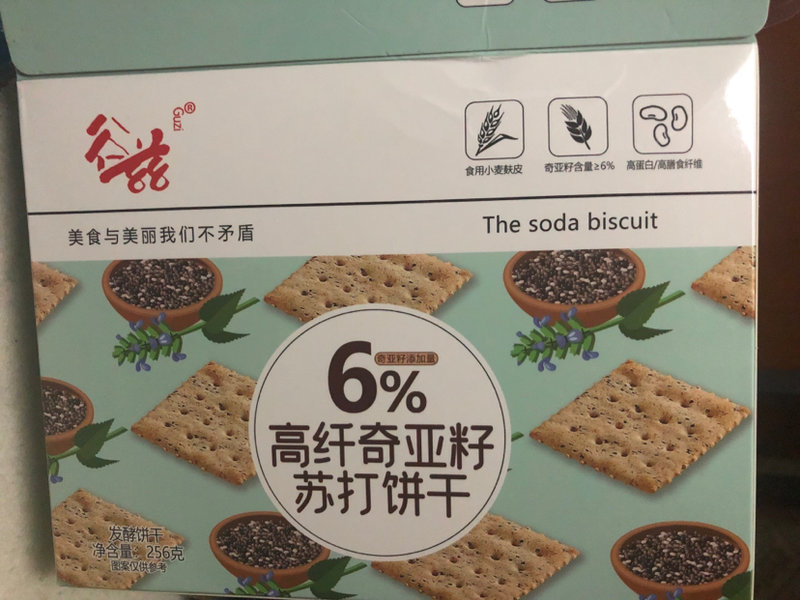 谷兹
®
Guzi
食用小麦麸皮
奇亚籽含量≥6%
高蛋白/高膳食纤维
美食与美丽我们不矛盾
The soda biscuit
奇亚籽添加量
6%
高纤奇亚籽
苏打饼干
发酵饼干
净含量：256克
图案仅供参考